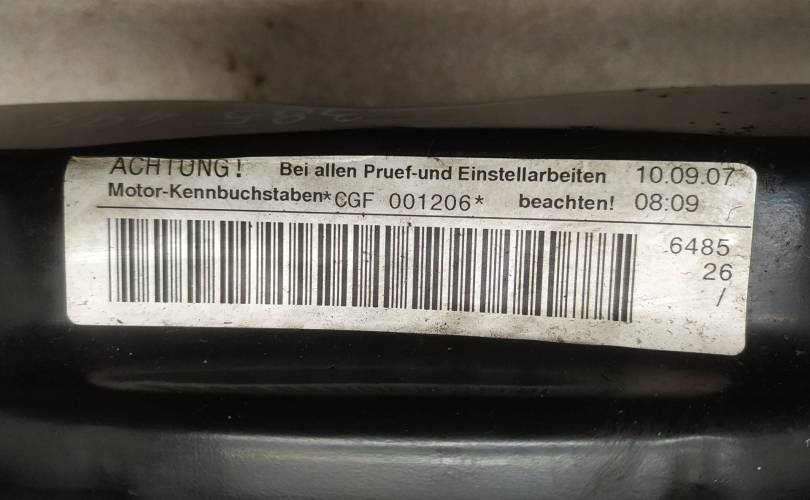 ACHTUNG! Bei allen Pruef-und Einstellarbeiten 10.09.07
Motor-Kennbuchstaben*CGF 001206* beachten! 08:09
6485
26
/